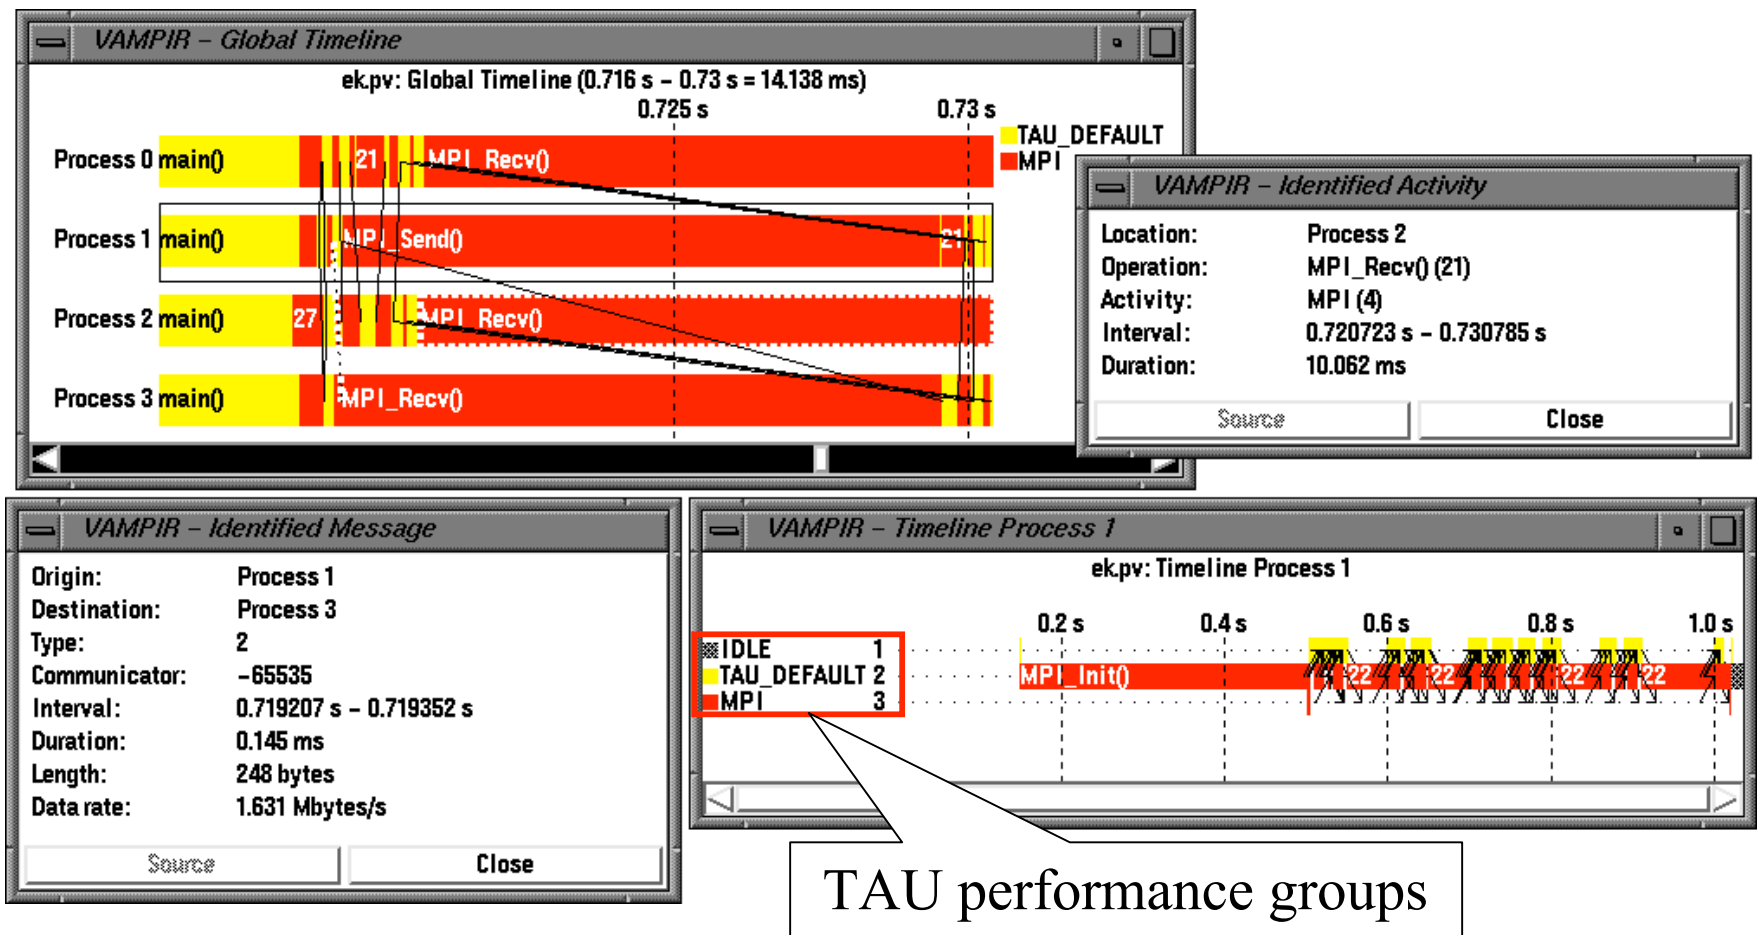 VAMPIR – Global Timeline
ek.pv: Global Timeline (0.716 s – 0.73 s = 14.138 ms)
0.725 s 0.73 s
TAU_DEFAULT
MPI
Process 0 main() 21 MPI_Recv()
Process 1 main() MPI_Send() 21
Process 2 main() 27 MPI_Recv()
Process 3 main() MPI_Recv()
VAMPIR – Identified Activity
Location: Process 2
Operation: MPI_Recv() (21)
Activity: MPI (4)
Interval: 0.720723 s – 0.730785 s
Duration: 10.062 ms
Source Close
VAMPIR – Identified Message
Origin: Process 1
Destination: Process 3
Type: 2
Communicator: –65535
Interval: 0.719207 s – 0.719352 s
Duration: 0.145 ms
Length: 248 bytes
Data rate: 1.631 Mbytes/s
Source Close
VAMPIR – Timeline Process 1
ek.pv: Timeline Process 1
0.2 s 0.4 s 0.6 s 0.8 s 1.0 s
IDLE 1
TAU_DEFAULT 2 MPI_Init() 22 22 22 22
MPI 3
TAU performance groups